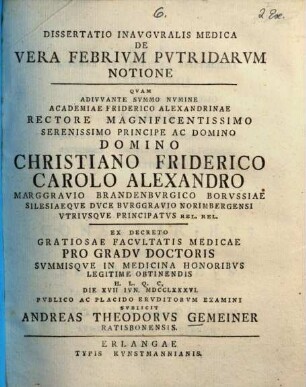 6.
2 Ex.
DISSERTATIO INAVGVRALIS MEDICA
DE
VERA FEBRIVM PVTRIDARVM
NOTIONE
QVAM
ADIVVANTE SVMMO NVMINE
ACADEMIAE FRIDERICO ALEXANDRINAE
RECTORE MAGNIFICENTISSIMO
SERENISSIMO PRINCIPE AC DOMINO
DOMINO
CHRISTIANO FRIDERICO
CAROLO ALEXANDRO
MARGGRAVIO BRANDENBVRGICO BORVSSIAE
SILESIAEQVE DVCE BVRGGRAVIO NORIMBERGENSI
VTRIVSQVE PRINCIPATVS REL. REL.
EX DECRETO
GRATIOSAE FACVLTATIS MEDICAE
PRO GRADV DOCTORIS
SVMMISQVE IN MEDICINA HONORIBVS
LEGITIME OBTINENDIS
H. L. Q. C.
DIE XVII IVN. MDCCLXXXVI.
PVBLICO AC PLACIDO ERVDITORVM EXAMINI
SVBIICIT
ANDREAS THEODORVS GEMEINER
RATISBONENSIS.
ERLANGAE
TYPIS KVNSTMANNIANIS.